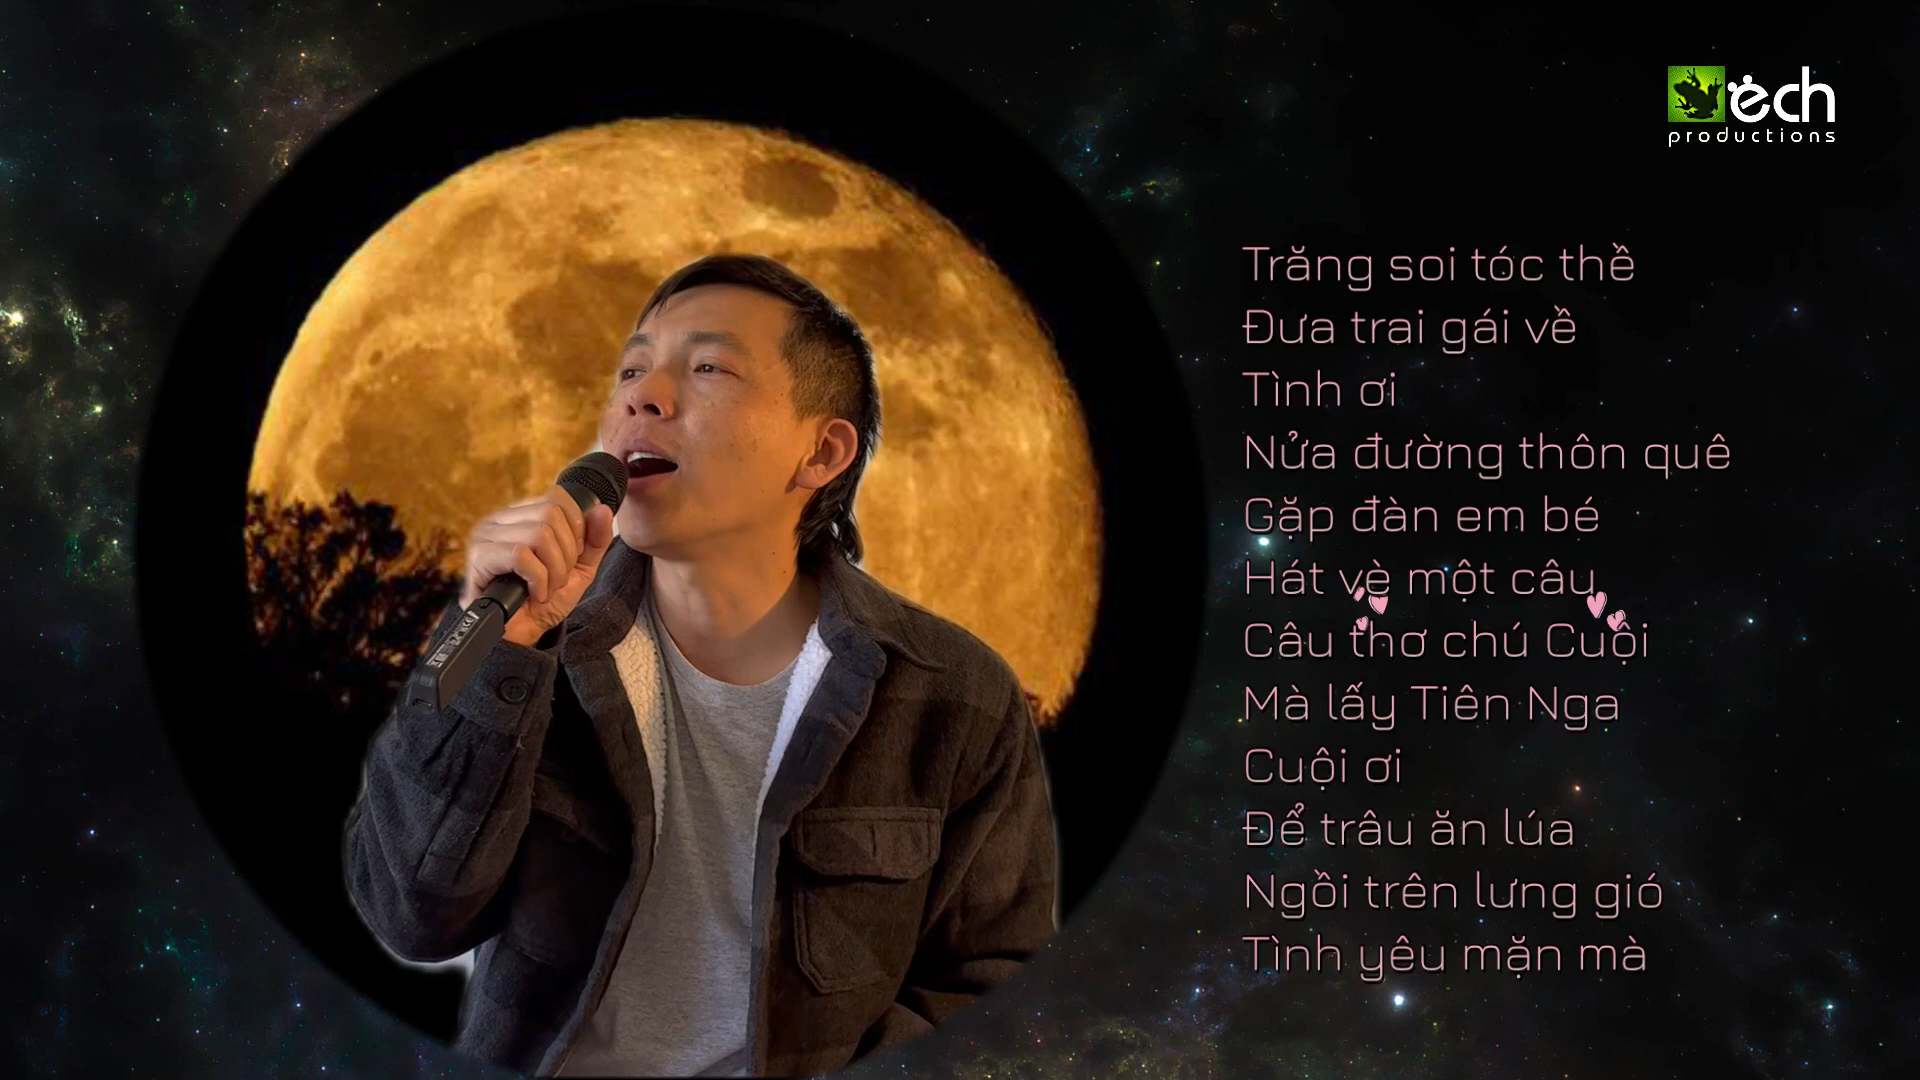 ech
productions
Trăng soi tóc thề
Đưa trai gái về
Tình ơi
Nửa đường thôn quê
Gặp đàn em bé
Hát vè một câu
Câu thơ chú Cuội
Mà lấy Tiên Nga
Cuội ơi
Để trâu ăn lúa
Ngồi trên lưng gió
Tình yêu mặn mà